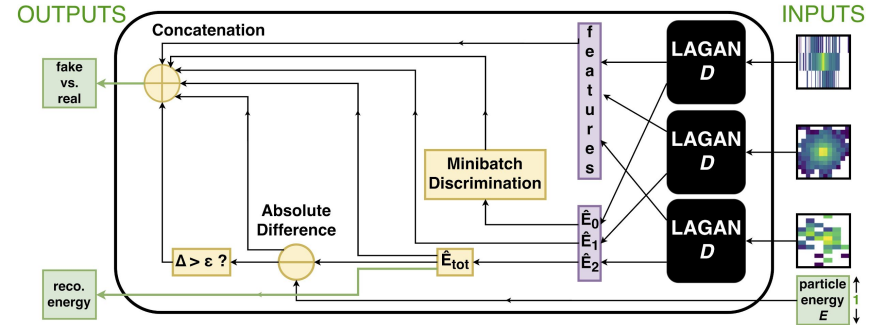 OUTPUTS
INPUTS
Concatenation
fake
vs.
real
features
LAGAN
D
LAGAN
D
LAGAN
D
Minibatch
Discrimination
Absolute
Difference
Ê0
Ê1
Ê2
Δ > ε ?
Êtot
reco.
energy
particle
energy
E
1